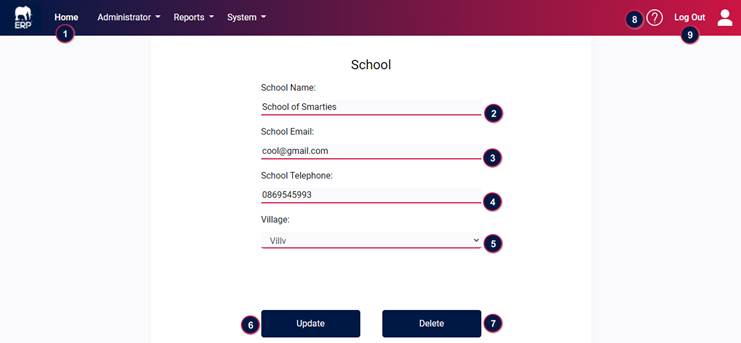 ERP Home Administrator Reports System 8 ? Log Out
1 9
School
School Name:
School of Smarties 2
School Email:
cool@gmail.com 3
School Telephone:
0869545993 4
Village:
Villv 5
6 Update Delete 7